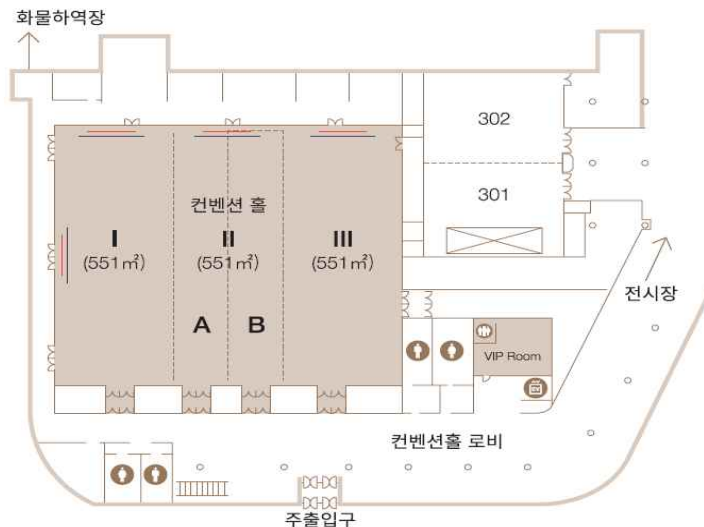 화물하역장
302
301
컨벤션 홀
I
(551㎡)
II
(551㎡)
III
(551㎡)
A
B
전시장
VIP Room
컨벤션홀 로비
주출입구